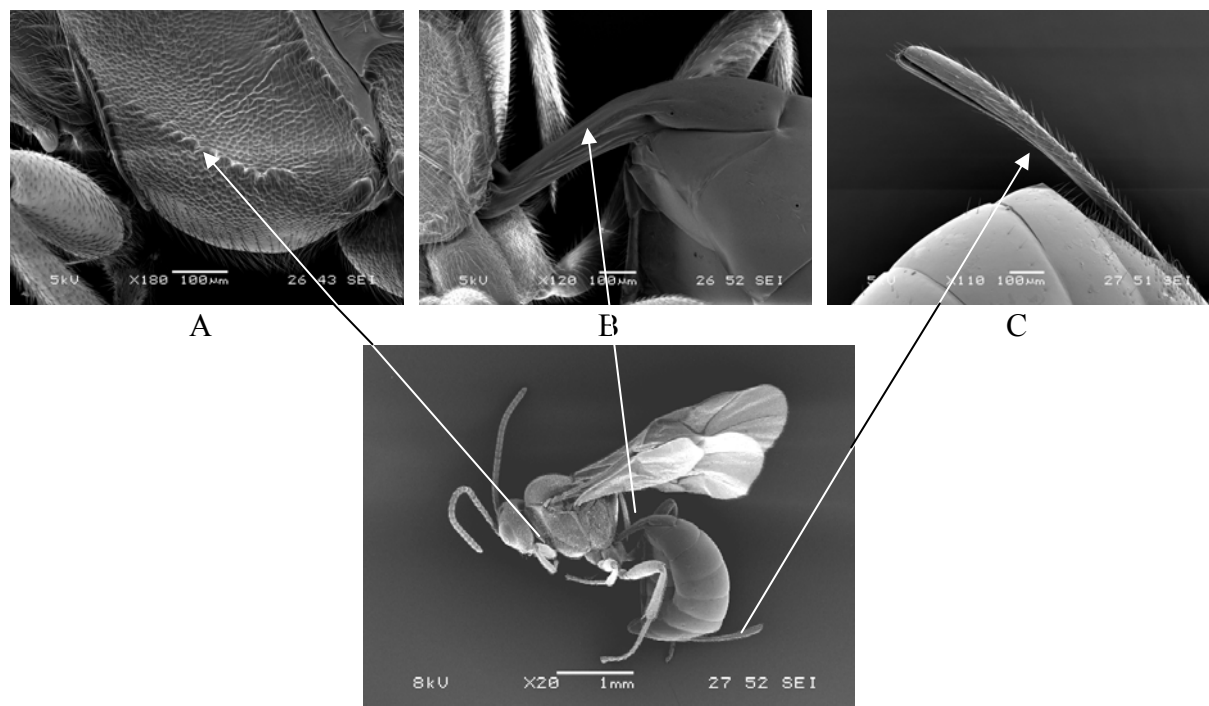 5kV X180 100µm 26 43 SEI
5kV X120 100µm 26 52 SEI
X110 100µm 27 51 SEI
A
B
C
8kV X20 1mm 27 52 SEI